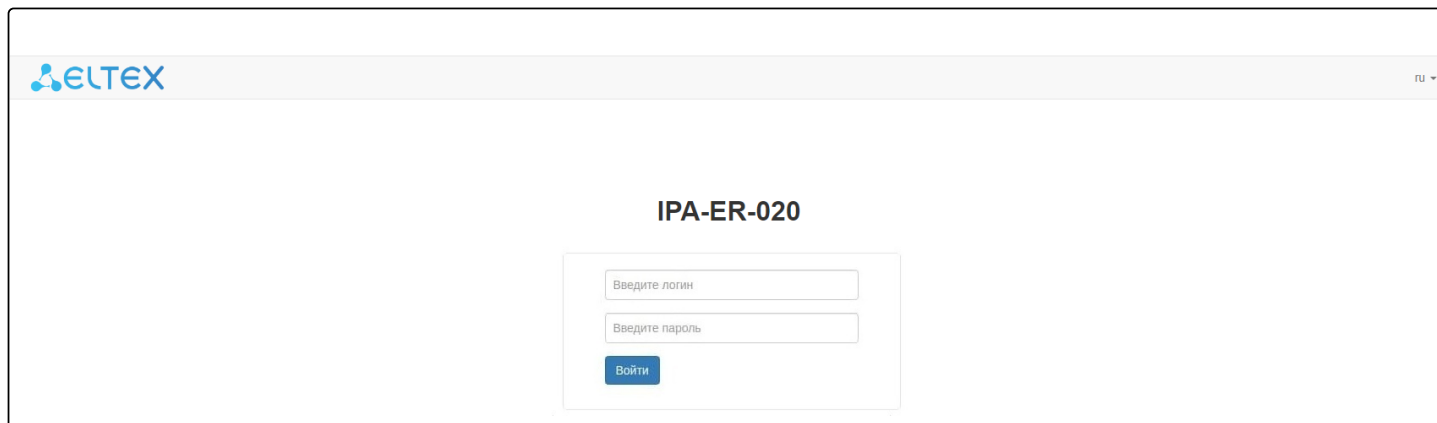 ELTEX
ru
IPA-ER-020
Введите логин
Введите пароль
Войти